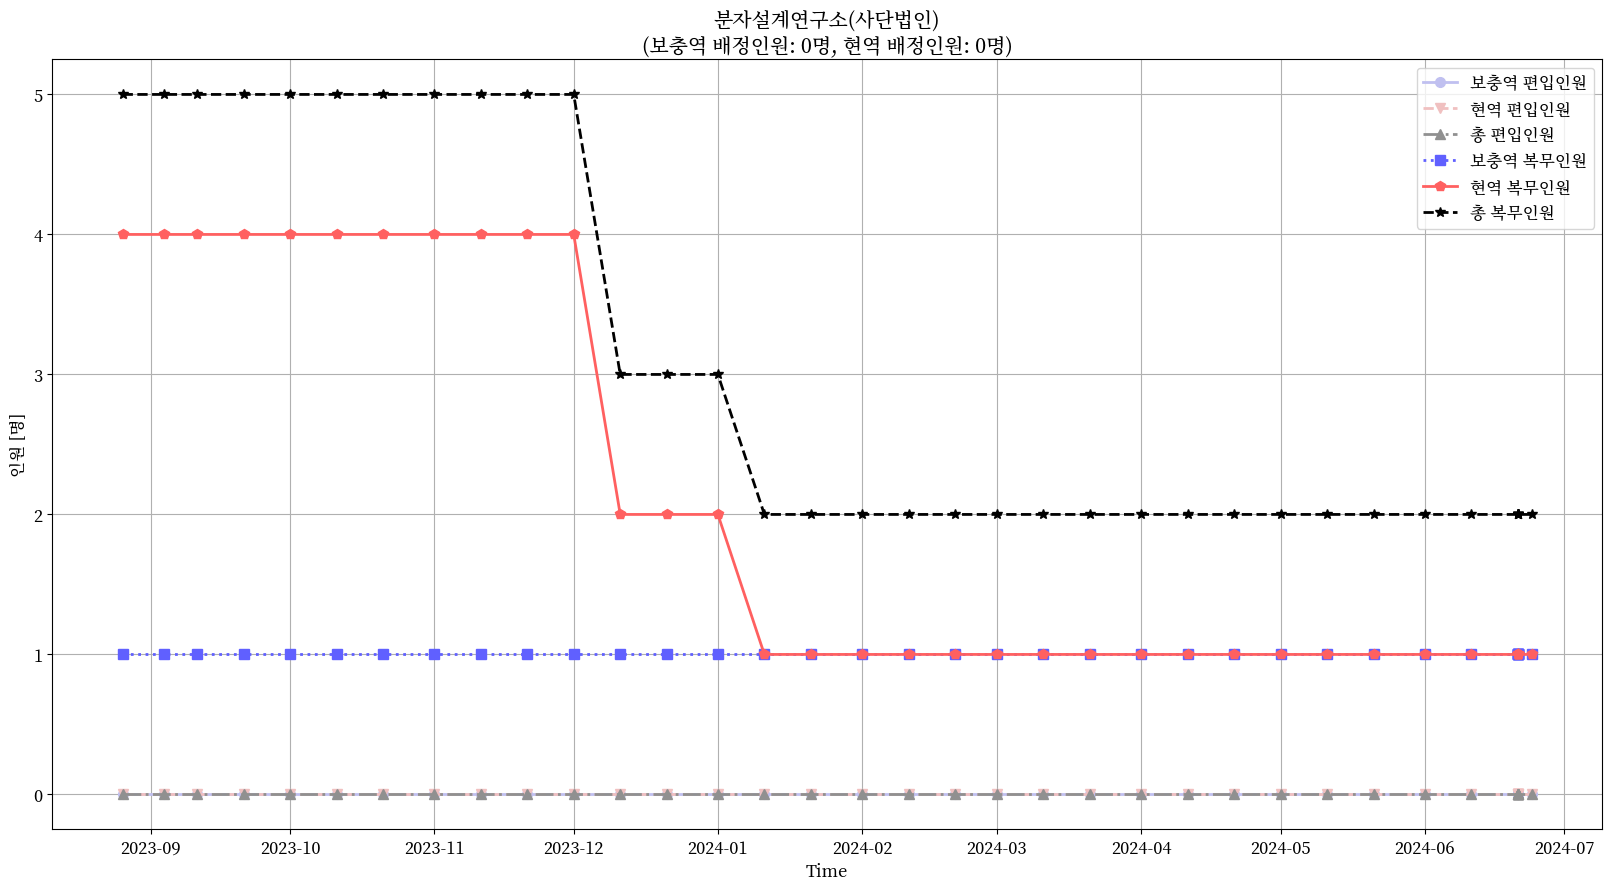 분자설계연구소(사단법인)
(보충역 배정인원: 0명, 현역 배정인원: 0명)
보충역 편입인원
현역 편입인원
총 편입인원
보충역 복무인원
현역 복무인원
총 복무인원
5
4
3
2
1
0
인원 [명]
2023-09
2023-10
2023-11
2023-12
2024-01
2024-02
2024-03
2024-04
2024-05
2024-06
2024-07
Time